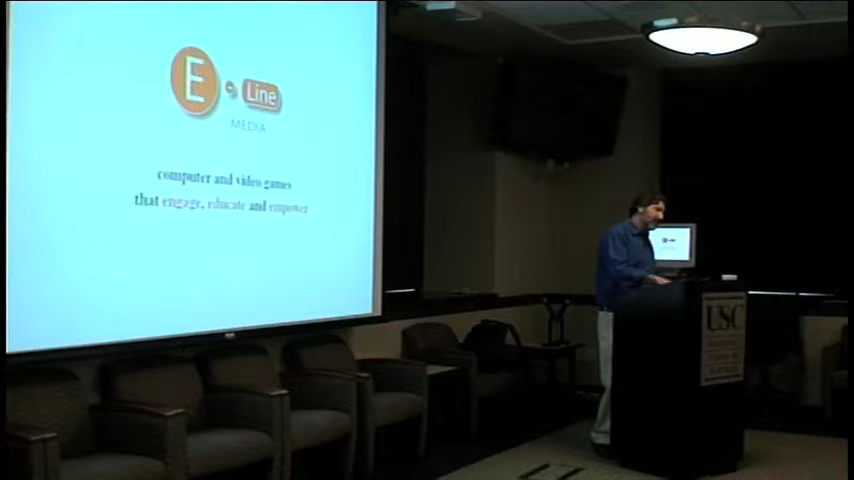 E Line
MEDIA
computer and video games
that engage, educate and empower
USC